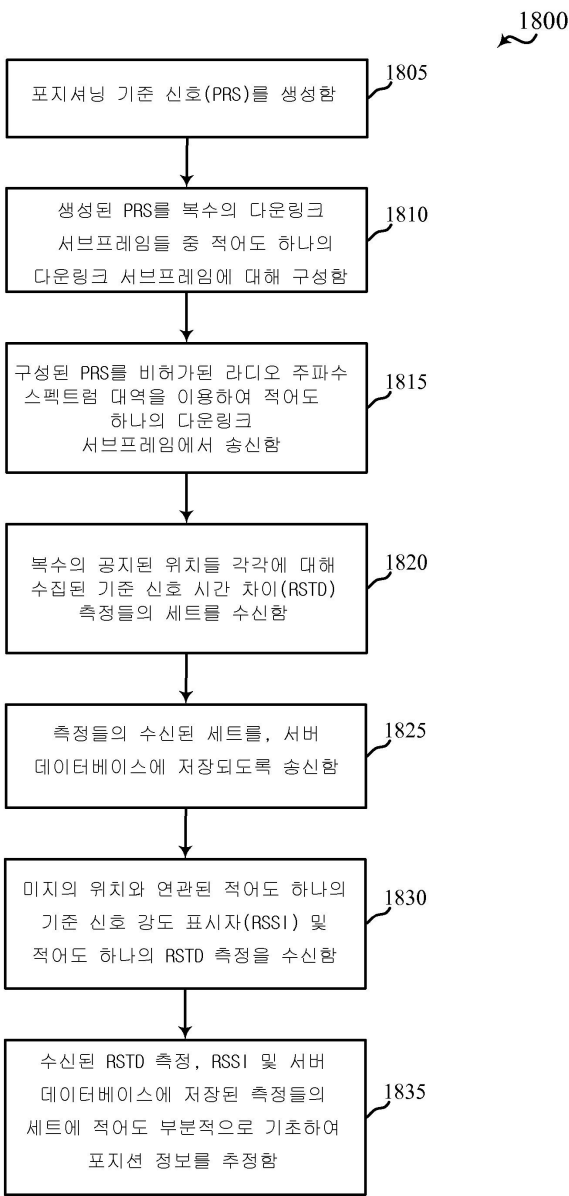 1800
포지셔닝 기준 신호(PRS)를 생성함
1805
생성된 PRS를 복수의 다운링크
서브프레임들 중 적어도 하나의
다운링크 서브프레임에 대해 구성함
1810
구성된 PRS를 비허가된 라디오 주파수
스펙트럼 대역을 이용하여 적어도
하나의 다운링크
서브프레임에서 송신함
1815
복수의 공지된 위치들 각각에 대해
수집된 기준 신호 시간 차이(RSTD)
측정들의 세트를 수신함
1820
측정들의 수신된 세트를, 서버
데이터베이스에 저장되도록 송신함
1825
미지의 위치와 연관된 적어도 하나의
기준 신호 강도 표시자(RSSI) 및
적어도 하나의 RSTD 측정을 수신함
1830
수신된 RSTD 측정, RSSI 및 서버
데이터베이스에 저장된 측정들의
세트에 적어도 부분적으로 기초하여
포지션 정보를 추정함
1835